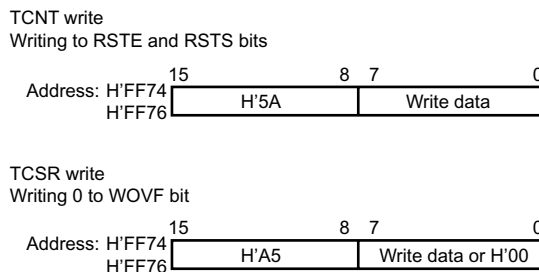 TCNT write
Writing to RSTE and RSTS bits
15 8 7 0
Address: H'FF74
H'FF76
H'5A Write data
TCSR write
Writing 0 to WOVF bit
15 8 7 0
Address: H'FF74
H'FF76
H'A5 Write data or H'00